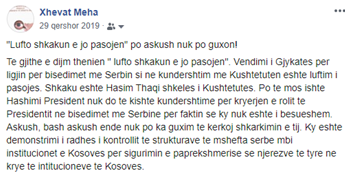 Xhevat Meha
29 qershor 2019
"Lufto shkakun e jo pasojen" po askush nuk po guxon!
Te gjithe e dijm thenien " lufto shkakun e jo pasojen". Vendimi i Gjykates per
ligjin per bisedimet me Serbin si ne kundershtim me Kushtetuten eshte luftim i
pasojes. Shkaku eshte Hasim Thaqi shkeles i Kushtetutes. Po te mos ishte
Hashimi President nuk do te kishte kundershtime per kryerjen e rolit te
Presidentit ne bisedimet me Serbine per faktin se ky nuk eshte i besueshem.
Askush, bash askush ende nuk po ka guxim te kerkoj shkarkimin e tij. Ky eshte
demonstrimi i radhes i kontrollit te strukturave te mshefta serbe mbi
institucionet e Kosoves per sigurimin e paprekshmerise se njerezve te tyre ne
krye te intitucioneve te Kosoves.